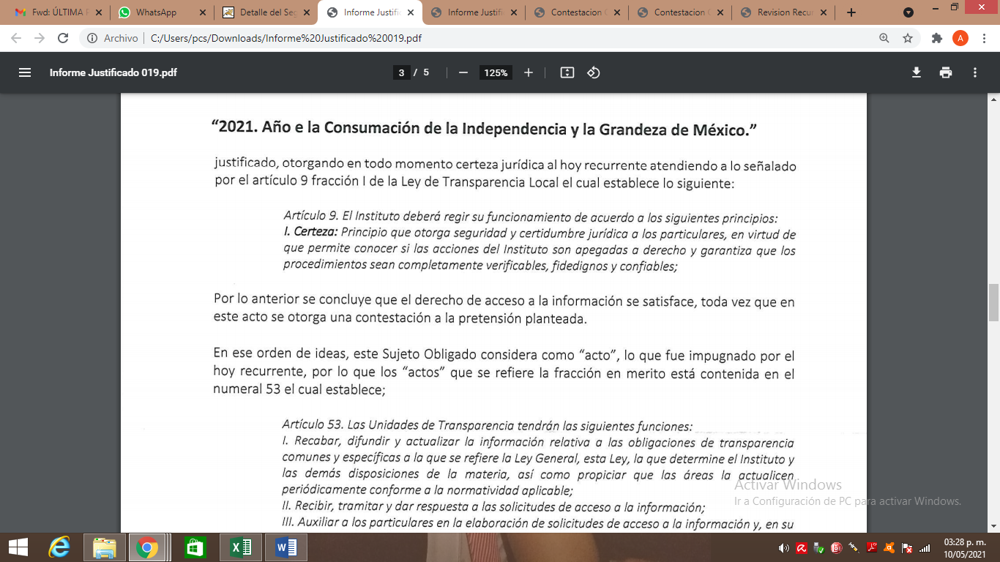 Fwd: ÚLTIMA
WhatsApp
Detalle del Seg
Informe Justifi
Informe Justifi
Contestacion
Contestacion
Revision Recu
Archivo
C:/Users/pcs/Downloads/Informe%20Justificado%20019.pdf
A
Informe Justificado 019.pdf
3 / 5
125%
“2021. Año e la Consumación de la Independencia y la Grandeza de México.”
justificado, otorgando en todo momento certeza jurídica al hoy recurrente atendiendo a lo señalado
por el artículo 9 fracción I de la Ley de Transparencia Local el cual establece lo siguiente:
Artículo 9. El Instituto deberá regir su funcionamiento de acuerdo a los siguientes principios:
I. Certeza: Principio que otorga seguridad y certidumbre jurídica a los particulares, en virtud de
que permite conocer si las acciones del Instituto son apegadas a derecho y garantiza que los
procedimientos sean completamente verificables, fidedignos y confiables;
Por lo anterior se concluye que el derecho de acceso a la información se satisface, toda vez que en
este acto se otorga una contestación a la pretensión planteada.
En ese orden de ideas, este Sujeto Obligado considera como “acto”, lo que fue impugnado por el
hoy recurrente, por lo que los “actos” que se refiere la fracción en merito está contenida en el
numeral 53 el cual establece;
Artículo 53. Las Unidades de Transparencia tendrán las siguientes funciones:
I. Recabar, difundir y actualizar la información relativa a las obligaciones de transparencia
comunes y específicas a la que se refiere la Ley General, esta Ley, la que determine el Instituto y
las demás disposiciones de la materia, así como propiciar que las áreas la actualicen
periódicamente conforme a la normatividad aplicable;
II. Recibir, tramitar y dar respuesta a las solicitudes de acceso a la información;
III. Auxiliar a los particulares en la elaboración de solicitudes de acceso a la información y, en su
Activar Windows
Ir a Configuración de PC para activar Windows.
03:28 p. m.
10/05/2021